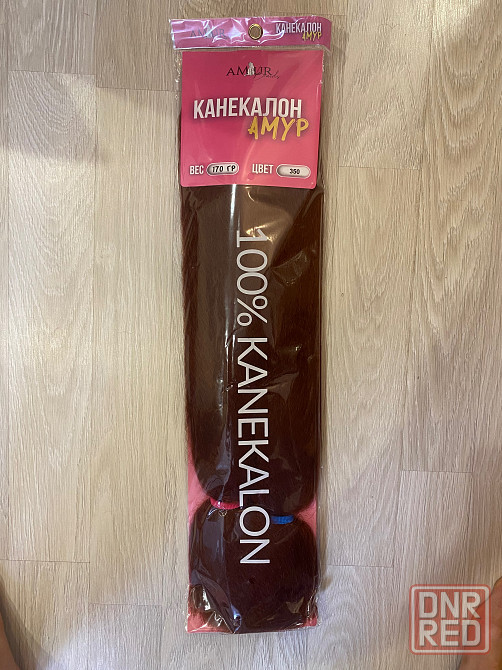 КАНЕКАЛОН
АМУР
AMUR
КАНЕКАЛОН
АМУР
ВЕС 170 ГР ЦВЕТ 350
100% KANEKALON
DNR
RED